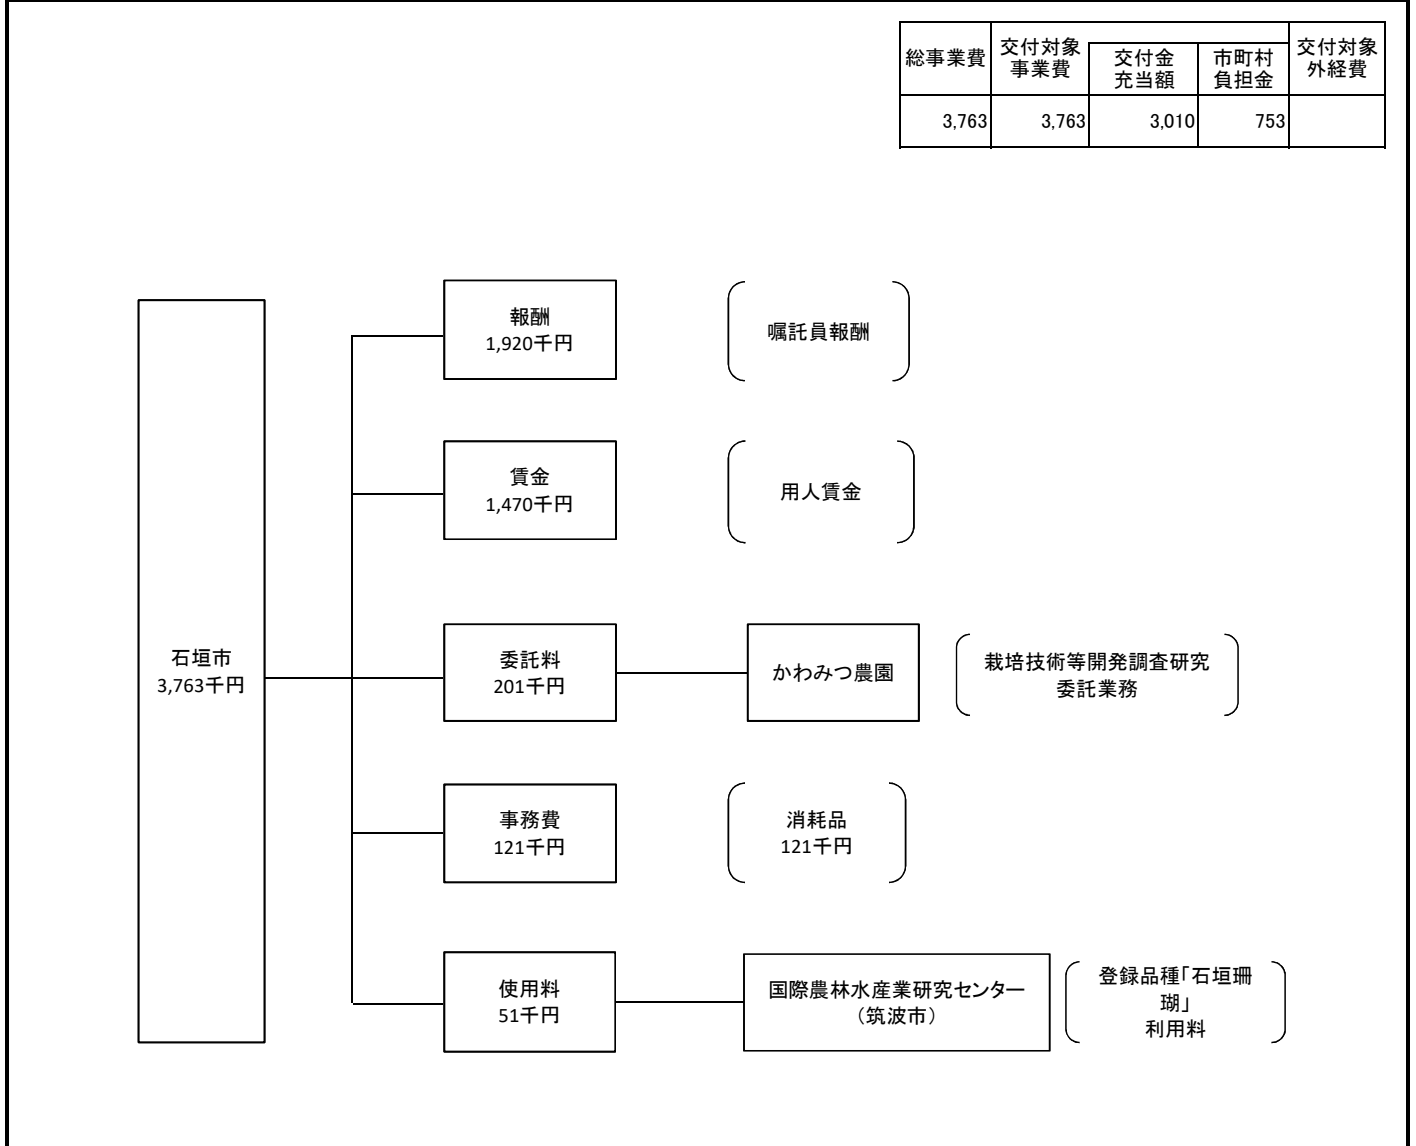 総事業費
交付対象
事業費
交付金
充当額
市町村
負担金
交付対象
外経費
3,763
3,763
3,010
753
石垣市
3,763千円
報酬
1,920千円
嘱託員報酬
賃金
1,470千円
用人賃金
委託料
201千円
かわみつ農園
栽培技術等開発調査研究
委託業務
事務費
121千円
消耗品
121千円
使用料
51千円
国際農林水産業研究センター
（筑波市）
登録品種「石垣珊
瑚」
利用料